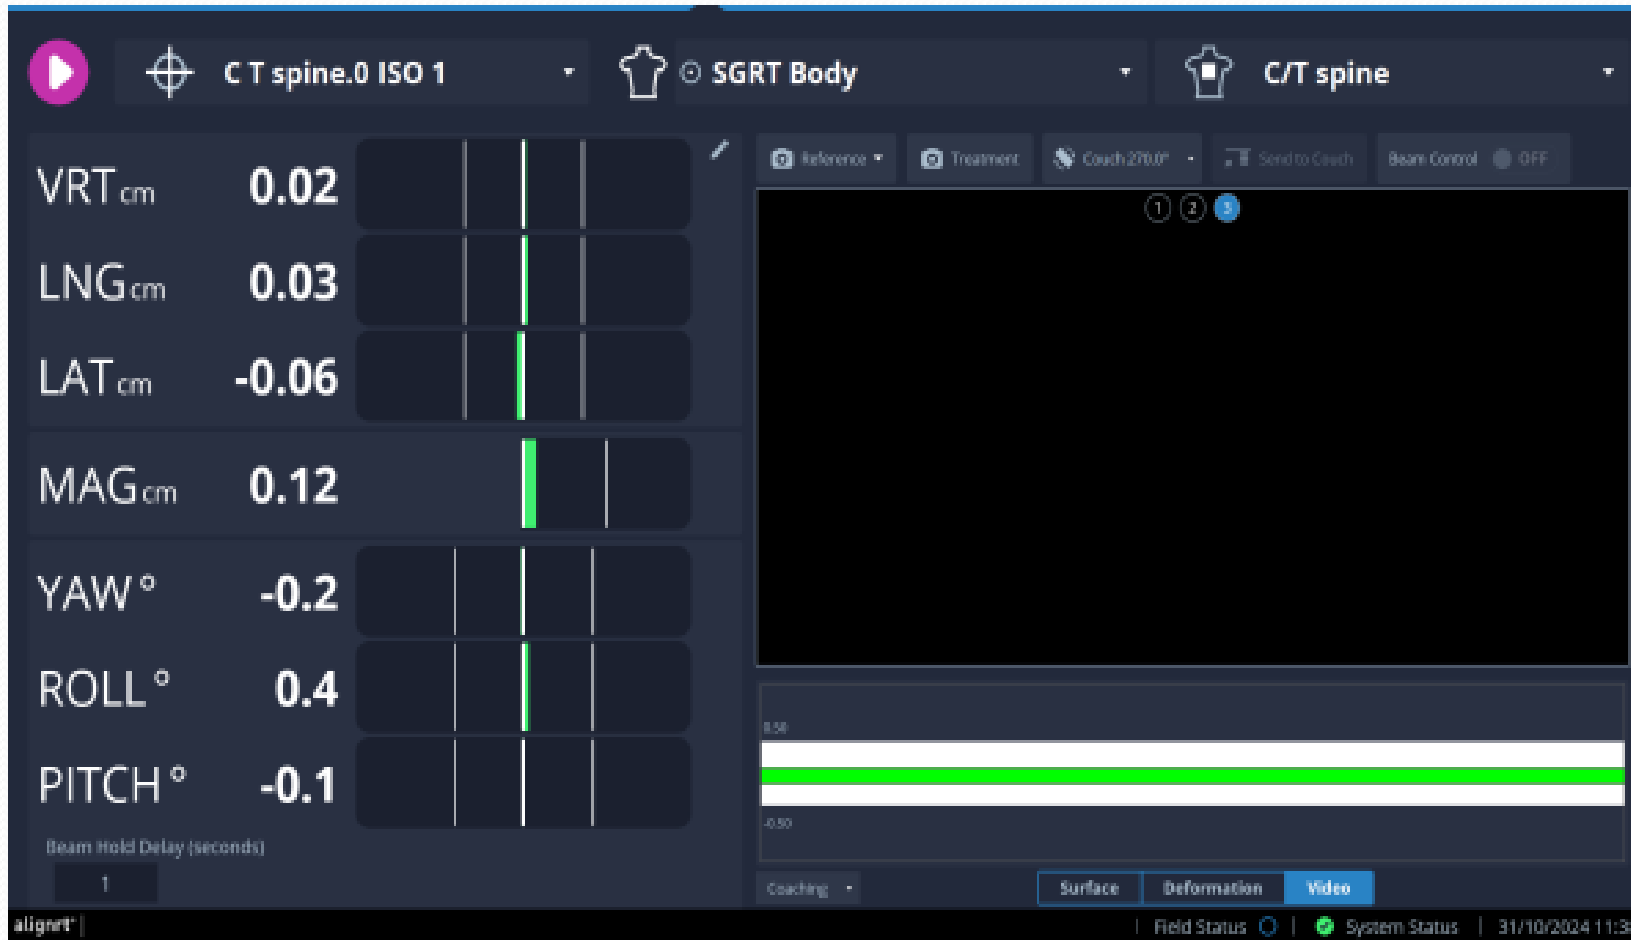 C T spine.0 ISO 1
SGRT Body
C/T spine
VRT cm 0.02
LNG cm 0.03
LAT cm -0.06
MAG cm 0.12
YAW ° -0.2
ROLL ° 0.4
PITCH ° -0.1
Beam Hold Delay (seconds)
1
Reference
Treatment
Couch 270.0°
Send to Couch
Beam Control OFF
1 2 3
0.50
-0.50
Coaching
Surface
Deformation
Video
alignrt°
Field Status
System Status
31/10/2024 11:3